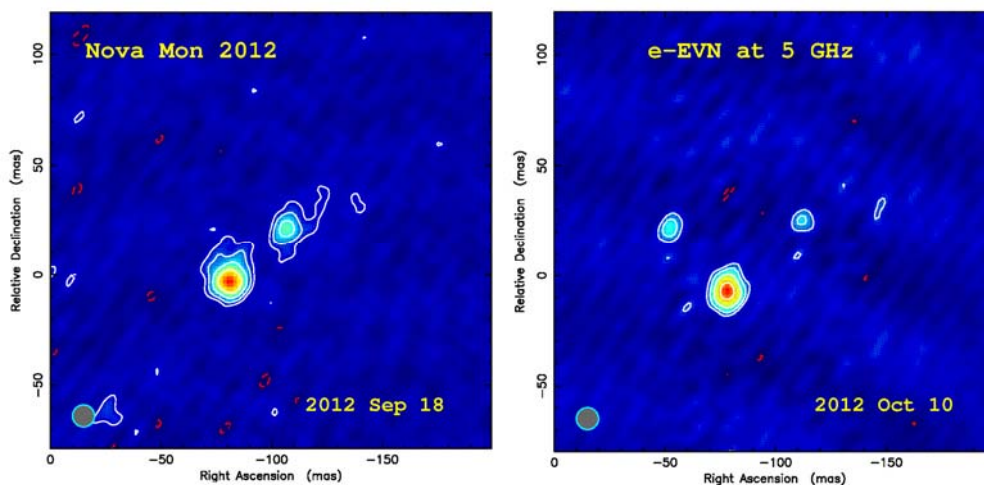 Nova Mon 2012
100
50
0
−50
Relative Declination (mas)
2012 Sep 18
0
−50
−100
−150
Right Ascension (mas)
e-EVN at 5 GHz
100
50
0
−50
Relative Declination (mas)
2012 Oct 10
−50
−100
−150
Right Ascension (mas)